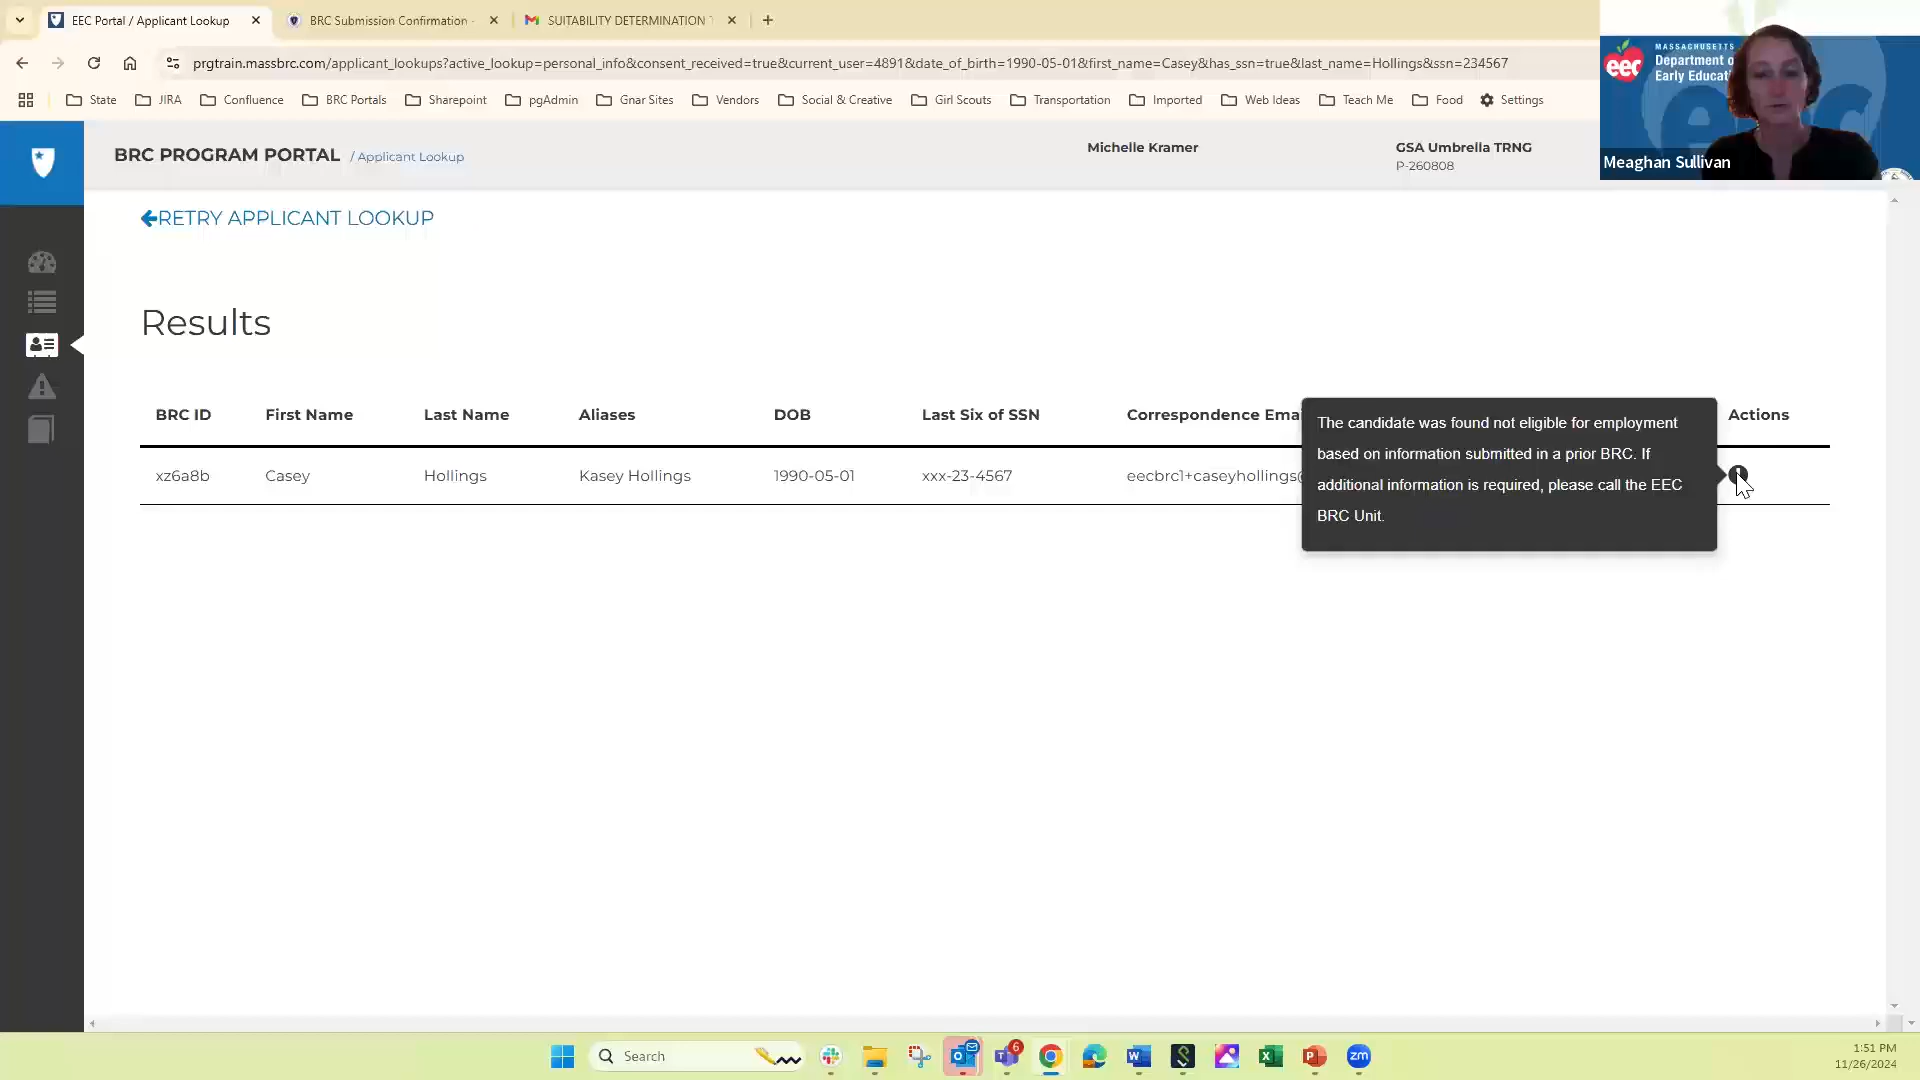 EEC Portal / Applicant Lookup
BRC Submission Confirmation
SUITABILITY DETERMINATION
prgtrain.massbrc.com/applicant_lookups?active_lookup=personal_info&consent_received=true&current_user=4891&date_of_birth=1990-05-01&first_name=Casey&has_ssn=true&last_name=Hollings&ssn=234567
State JIRA Confluence BRC Portals Sharepoint pgAdmin Gnar Sites Vendors Social & Creative Girl Scouts Transportation Imported Web Ideas Teach Me Food Settings
MASSACHUSETTS
Department
Early
eec
Meaghan Sullivan
BRC PROGRAM PORTAL / Applicant Lookup
Michelle Kramer
GSA Umbrella TRNG
P-260808
RETRY APPLICANT LOOKUP
Results
BRC ID First Name Last Name Aliases DOB Last Six of SSN Correspondence Actions
xz6a8b Casey Hollings Kasey Hollings 1990-05-01 xxx-23-4567 eecbrc1+caseyhollings@
The candidate was found not eligible for employment
based on information submitted in a prior BRC. If
additional information is required, please call the EEC
BRC Unit.
Search
6
1:51 PM
11/26/2024